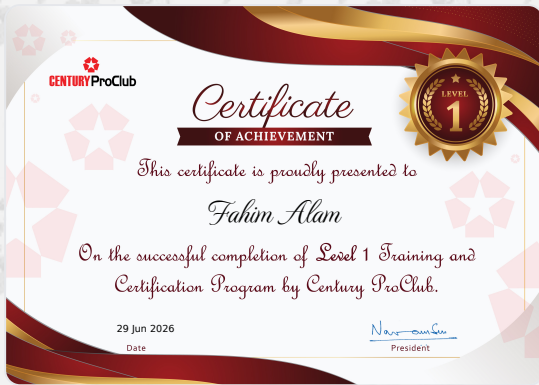 CENTURY ProClub
LEVEL
1
Certificate
OF ACHIEVEMENT
This certificate is proudly presented to
Fahim Alam
On the successful completion of Level 1 Training and
Certification Program by Century ProClub.
29 Jun 2026
Date
President